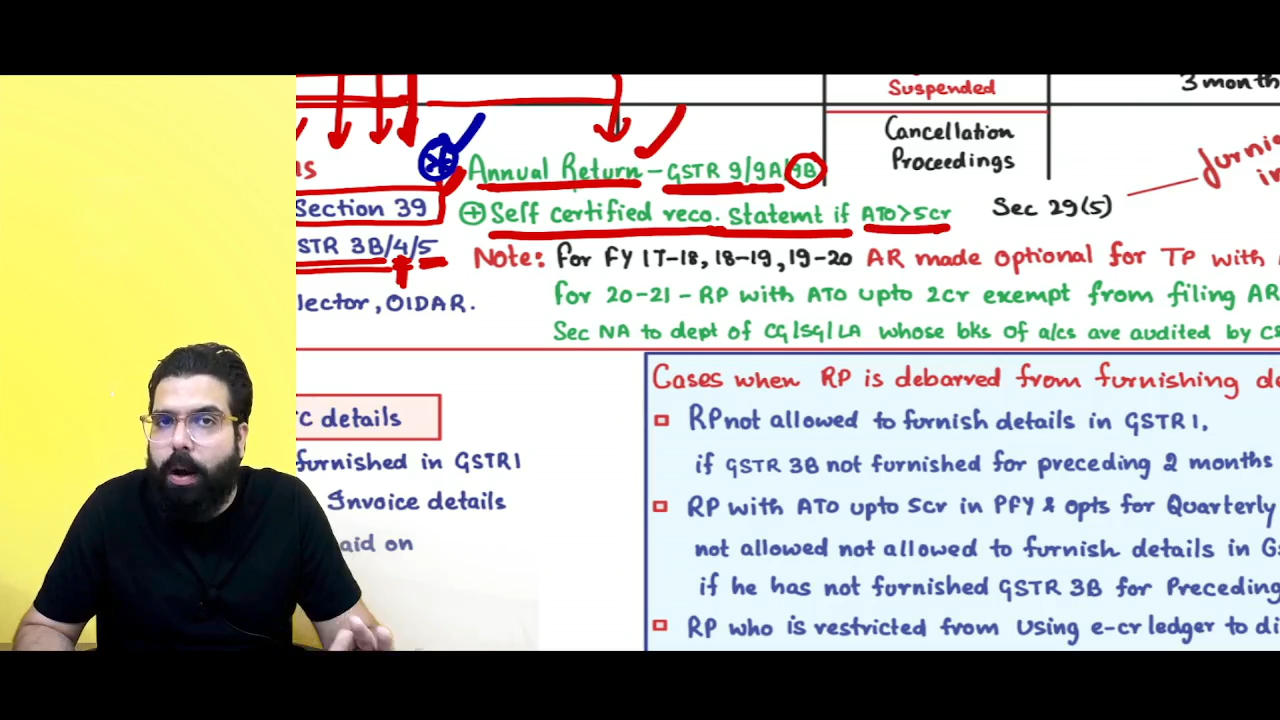 Suspended
3 month
Cancellation
Proceedings
Annual Return - GSTR 9/9A/9B
Section 39
⊕ Self certified reco. Statemt if ATO>5cr
Sec 29(5)
STR 3B/4/5
Note: for FY 17-18, 18-19, 19-20 AR made optional for TP with
lector, OIDAR.
for 20-21 - RP with ATO upto 2cr exempt from filing AR
Sec NA to dept of CG/SG/LA whose bks of a/cs are audited by
Cases when RP is debarred from furnishing de
C details
RP not allowed to furnish details in GSTR1,
furnished in GSTR1
if GSTR 3B not furnished for preceding 2 months
Invoice details
RP with ATO upto 5cr in PFY & opts for Quarterly
aid on
not allowed not allowed to furnish details in G
if he has not furnished GSTR 3B for Preceding
RP who is restricted from Using e-cr ledger to di